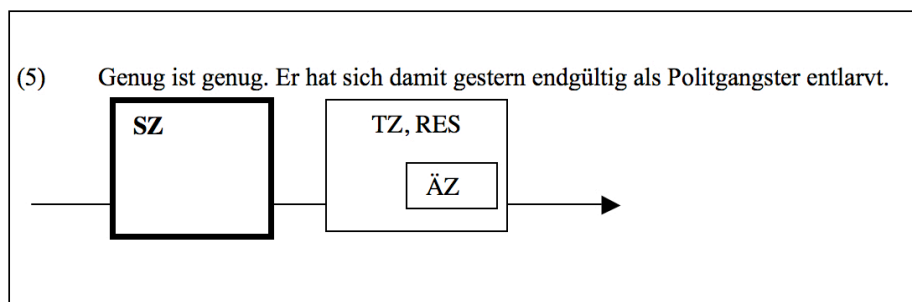 (5) Genug ist genug. Er hat sich damit gestern endgültig als Politgangster entlarvt.
SZ TZ, RES
ÄZ